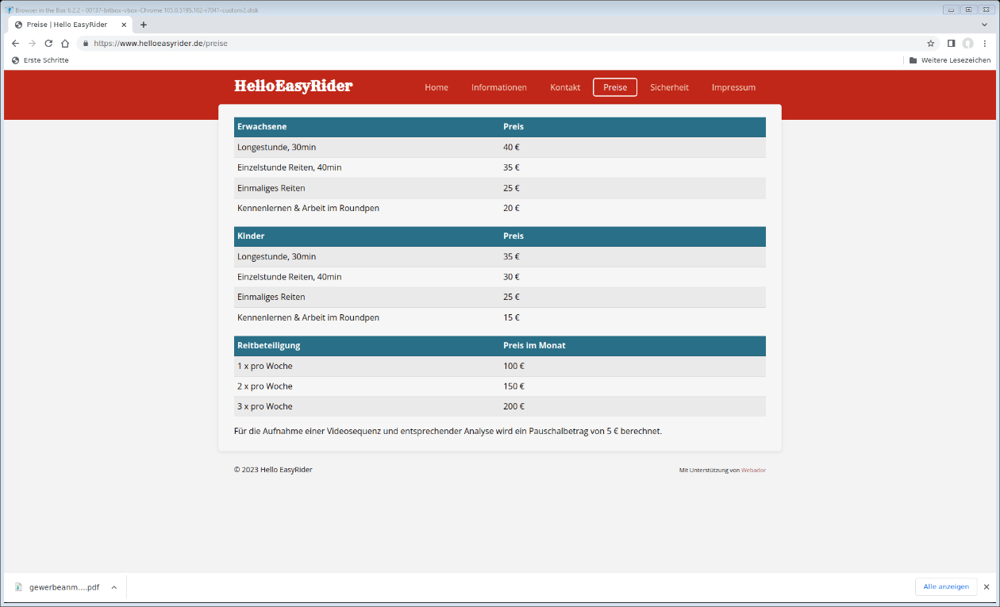 Browser in the Box 6.2.2 - 00137-bitbox-vbox-Chrome 105.0.5195.102-r7041-custom2.disk
Preise | Hello EasyRider
https://www.helloeasyrider.de/preise
Erste Schritte
Weitere Lesezeichen
HelloEasyRider Home Informationen Kontakt Preise Sicherheit Impressum
Erwachsene Preis
Longestunde, 30min 40 €
Einzelstunde Reiten, 40min 35 €
Einmaliges Reiten 25 €
Kennenlernen & Arbeit im Roundpen 20 €
Kinder Preis
Longestunde, 30min 35 €
Einzelstunde Reiten, 40min 30 €
Einmaliges Reiten 25 €
Kennenlernen & Arbeit im Roundpen 15 €
Reitbeteiligung Preis im Monat
1 x pro Woche 100 €
2 x pro Woche 150 €
3 x pro Woche 200 €
Für die Aufnahme einer Videosequenz und entsprechender Analyse wird ein Pauschalbetrag von 5 € berechnet.
© 2023 Hello EasyRider
Mit Unterstützung von Webador
gewerbeanm....pdf
Alle anzeigen